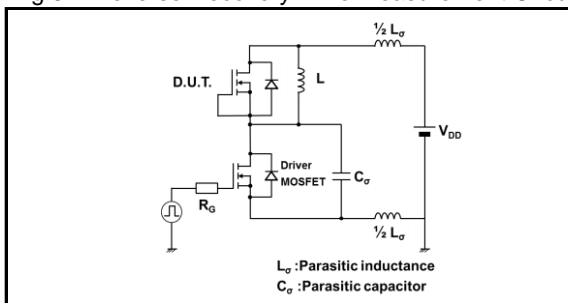 ½ Lσ
D.U.T.
L
VDD
Driver
MOSFET
Cσ
RG
½ Lσ
Lσ :Parasitic inductance
Cσ :Parasitic capacitor